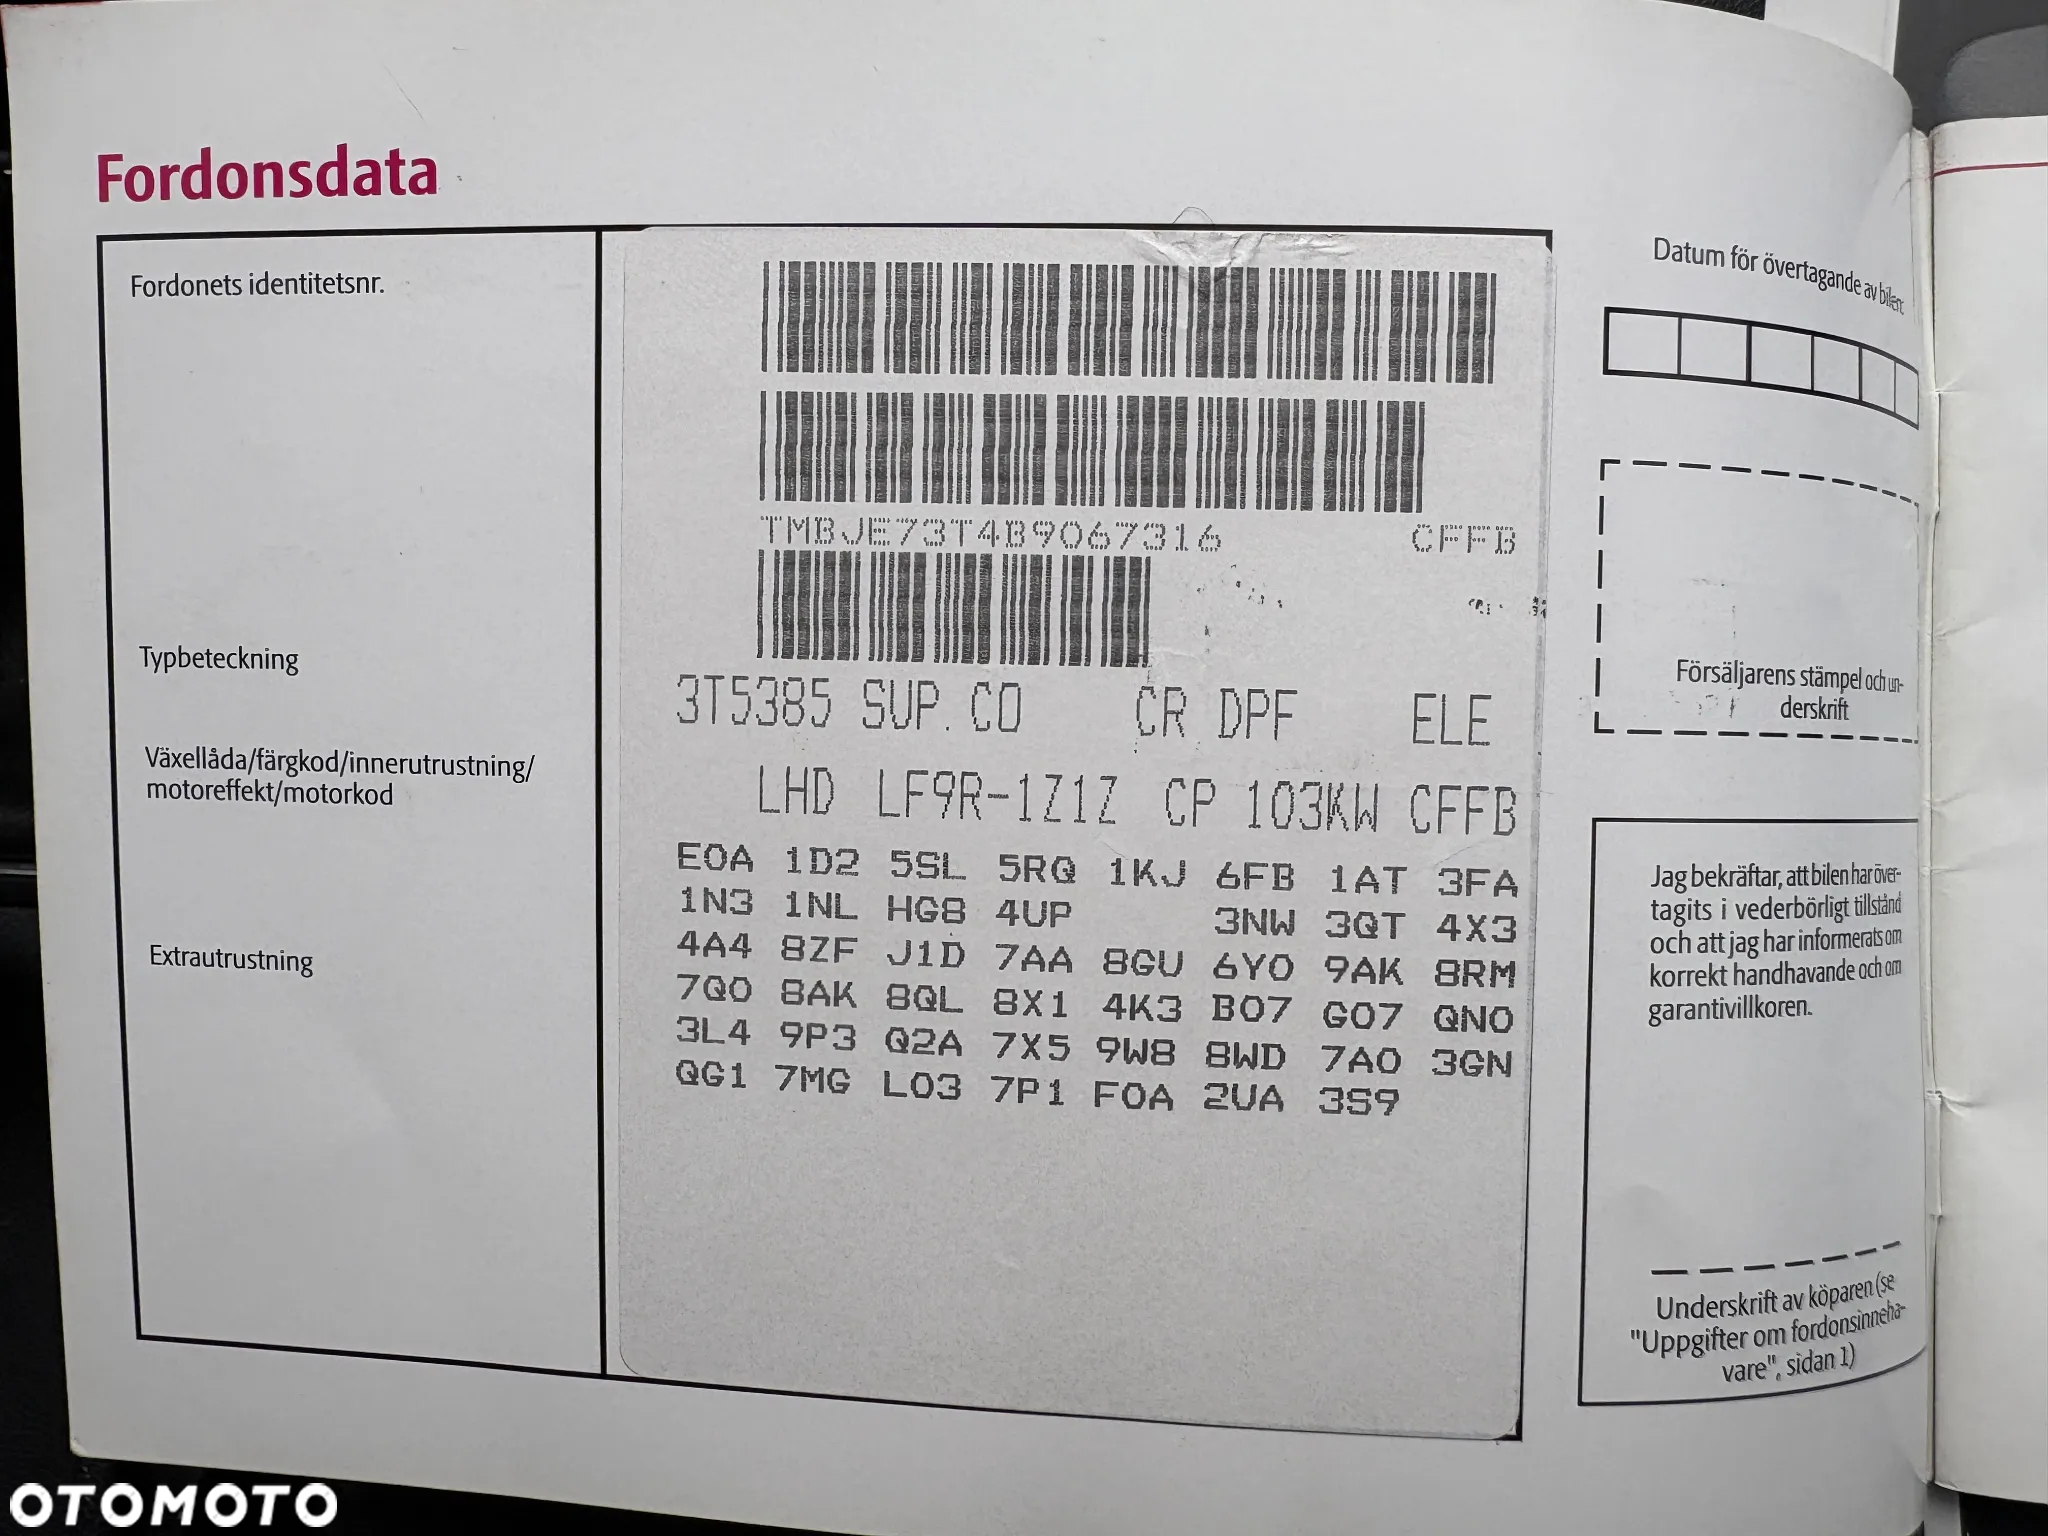 Fordonsdata
Fordonets identitetsnr.
TMBJE73T4B9067316 CFFB
Typbeteckning
3T5385 SUP.CO CR DPF ELE
Växellåda/färgkod/innerutrustning/
motoreffekt/motorkod
LHD LF9R-1Z1Z CP 103KW CFFB
Extrautrustning
E0A 1D2 5SL 5RQ 1KJ 6FB 1AT 3FA
1N3 1NL HG8 4UP 3NW 3QT 4X3
4A4 8ZF J1D 7AA 8GU 6Y0 9AK 8RM
7Q0 8AK 8QL 8X1 4K3 B07 G07 QN0
3L4 9P3 Q2A 7X5 9W8 8WD 7A0 3GN
QG1 7MG L03 7P1 F0A 2UA 3S9
Datum för övertagande av bilen:
Försäljarens stämpel och un-
derskrift
Jag bekräftar, att bilen har över-
tagits i vederbörligt tillstånd
och att jag har informerats om
korrekt handhavande och om
garantivillkoren.
Underskrift av köparen (se
"Uppgifter om fordonsinneha-
vare", sidan 1)
OTOMOTO